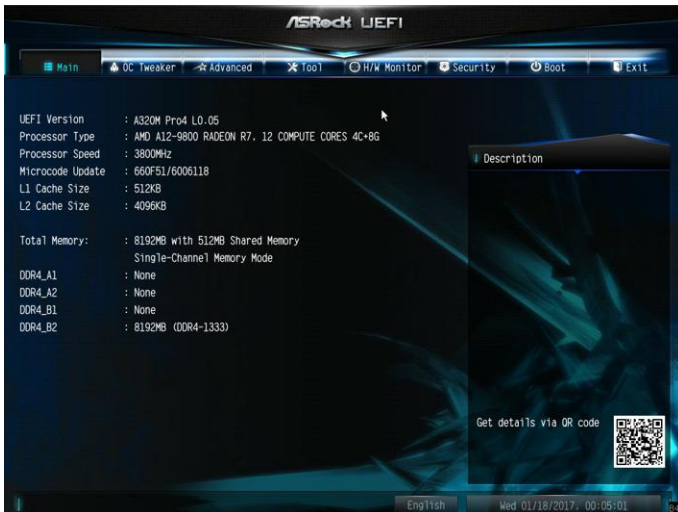 ASRock UEFI
Main
OC Tweaker
Advanced
Tool
H/W Monitor
Security
Boot
Exit
UEFI Version : A320M Pro4 L0.05
Processor Type : AMD A12-9800 RADEON R7, 12 COMPUTE CORES 4C+8G
Processor Speed : 3800MHz
Microcode Update : 660F51/6006118
L1 Cache Size : 512KB
L2 Cache Size : 4096KB
Total Memory: : 8192MB with 512MB Shared Memory
Single-Channel Memory Mode
DDR4_A1 : None
DDR4_A2 : None
DDR4_B1 : None
DDR4_B2 : 8192MB (DDR4-1333)
Description
Get details via QR code
English
Wed 01/18/2017, 00:05:01